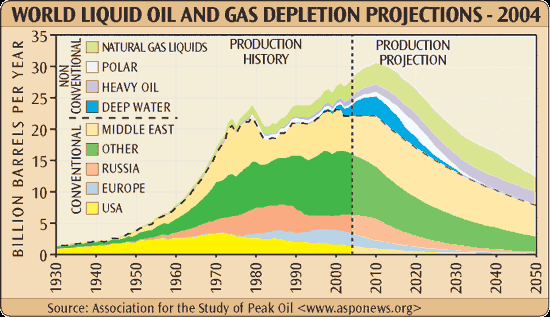 WORLD LIQUID OIL AND GAS DEPLETION PROJECTIONS - 2004
BILLION BARRELS PER YEAR
35
30
25
20
15
10
5
0
NON
CONVENTIONAL
NATURAL GAS LIQUIDS
POLAR
HEAVY OIL
DEEP WATER
CONVENTIONAL
MIDDLE EAST
OTHER
RUSSIA
EUROPE
USA
PRODUCTION
HISTORY
PRODUCTION
PROJECTION
1930
1940
1950
1960
1970
1980
1990
2000
2010
2020
2030
2040
2050
Source: Association for the Study of Peak Oil <www.asponews.org>